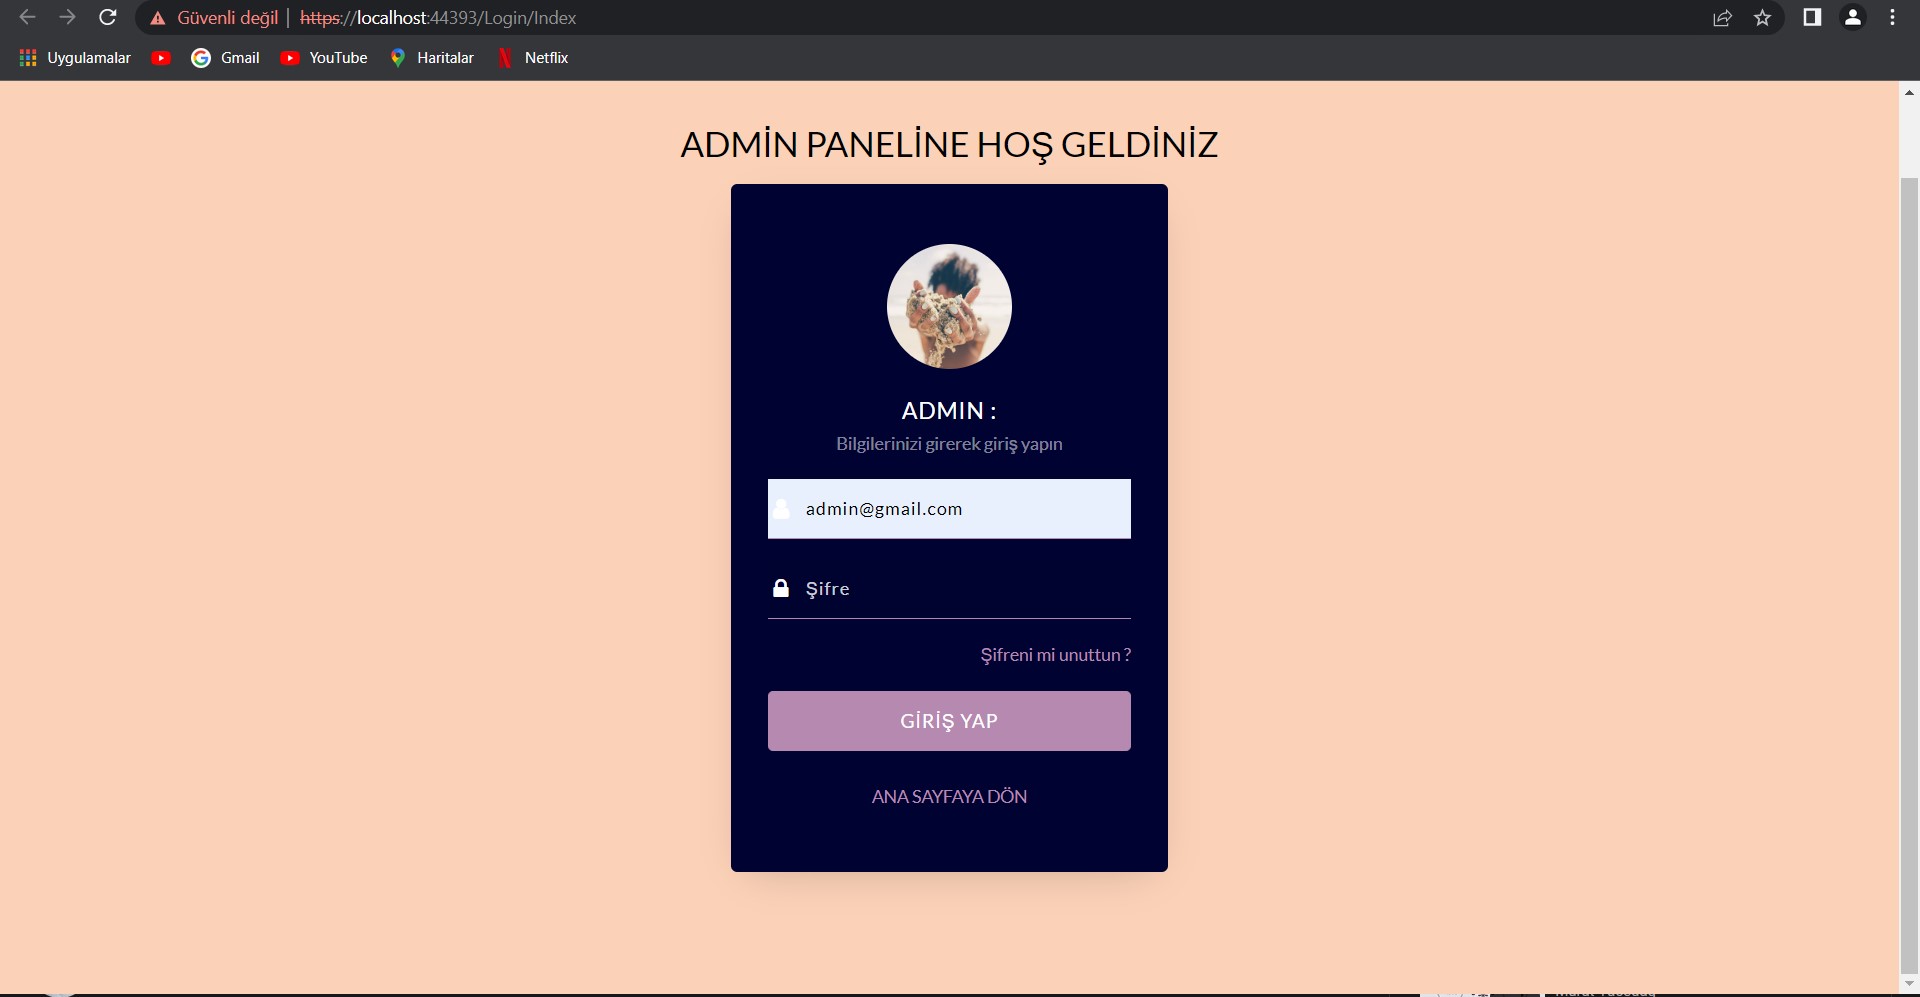 Güvenli değil | https://localhost:44393/Login/Index
Uygulamalar Gmail YouTube Haritalar Netflix
ADMİN PANELİNE HOŞ GELDİNİZ
ADMIN :
Bilgilerinizi girerek giriş yapın
admin@gmail.com
Şifre
Şifreni mi unuttun ?
GİRİŞ YAP
ANA SAYFAYA DÖN